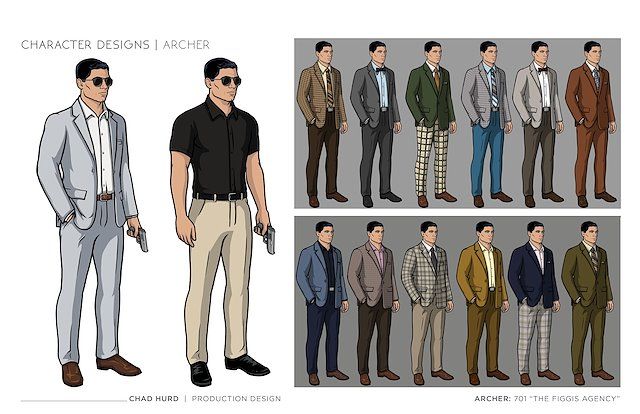 CHARACTER DESIGNS | ARCHER
CHAD HURD | PRODUCTION DESIGN
ARCHER: 701 "THE FIGGIS AGENCY"